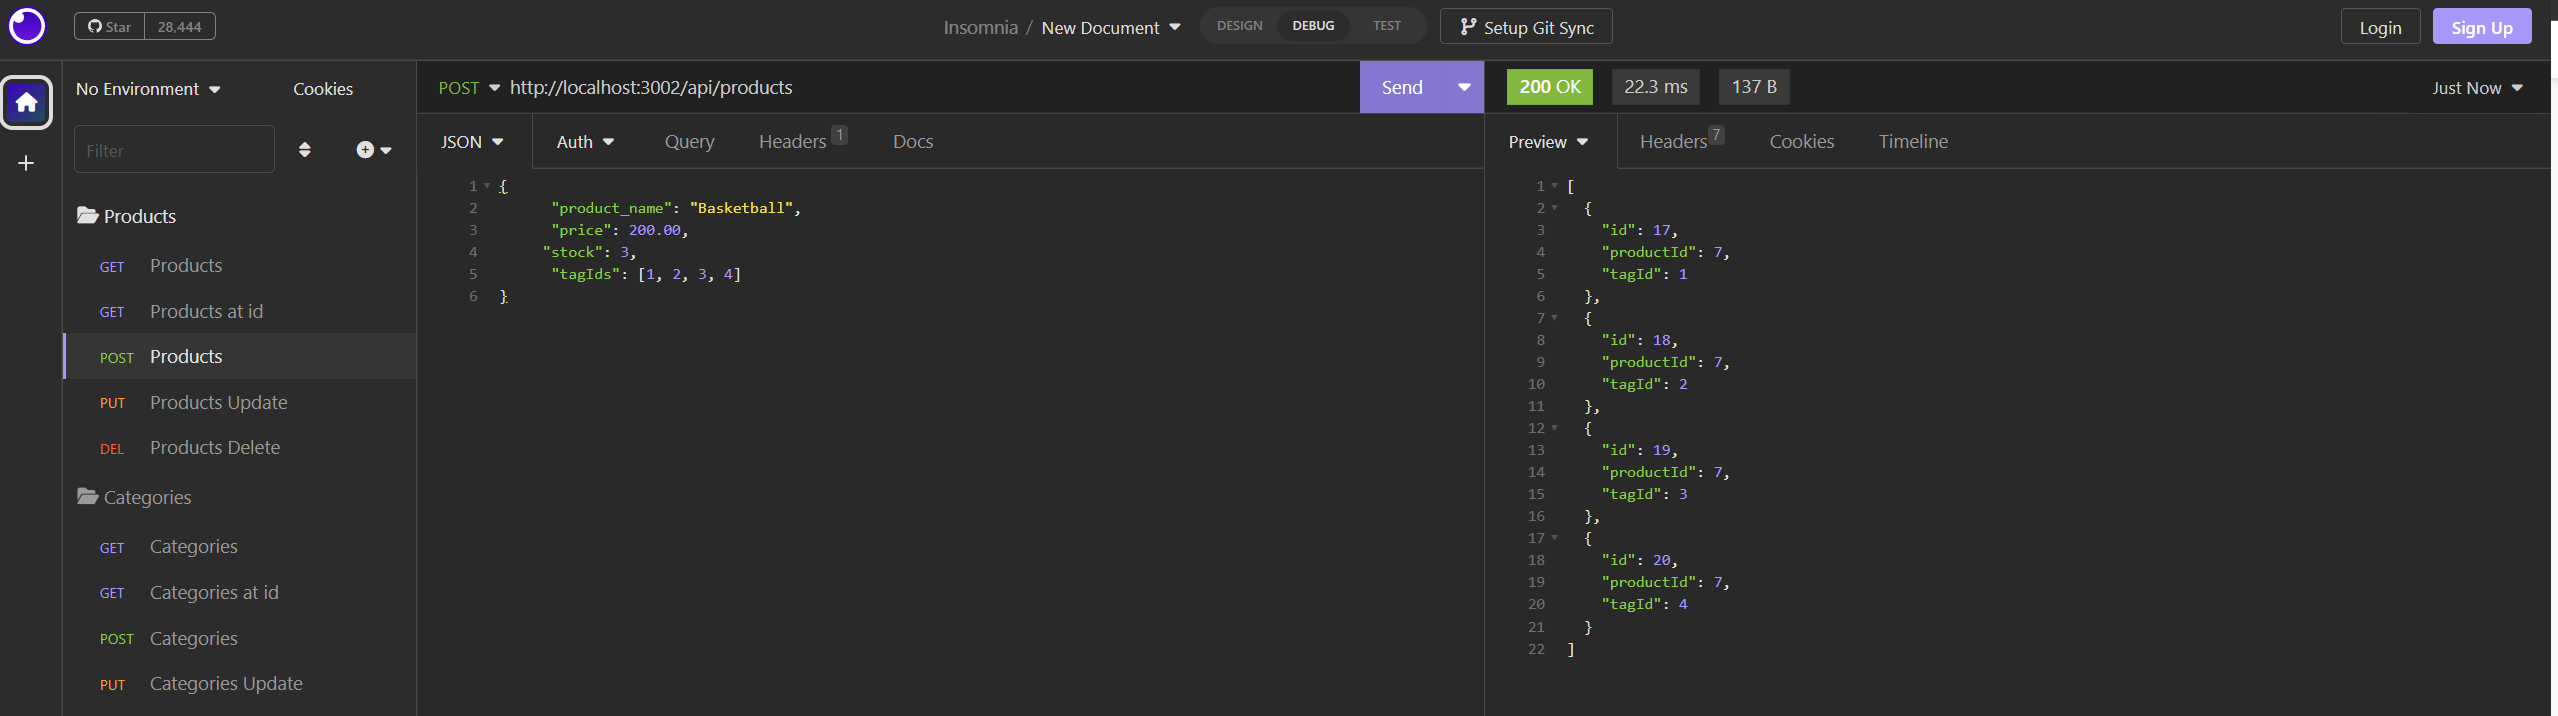 Star 28,444
Insomnia / New Document
DESIGN DEBUG TEST
Setup Git Sync
Login
Sign Up
No Environment
Cookies
Filter
Products
GET Products
GET Products at id
POST Products
PUT Products Update
DEL Products Delete
Categories
GET Categories
GET Categories at id
POST Categories
PUT Categories Update
POST http://localhost:3002/api/products
Send
JSON Auth Query Headers 1 Docs
1 {
2 "product_name": "Basketball",
3 "price": 200.00,
4 "stock": 3,
5 "tagIds": [1, 2, 3, 4]
6 }
200 OK 22.3 ms 137 B Just Now
Preview Headers 7 Cookies Timeline
1 [
2 {
3 "id": 17,
4 "productId": 7,
5 "tagId": 1
6 },
7 {
8 "id": 18,
9 "productId": 7,
10 "tagId": 2
11 },
12 {
13 "id": 19,
14 "productId": 7,
15 "tagId": 3
16 },
17 {
18 "id": 20,
19 "productId": 7,
20 "tagId": 4
21 }
22 ]